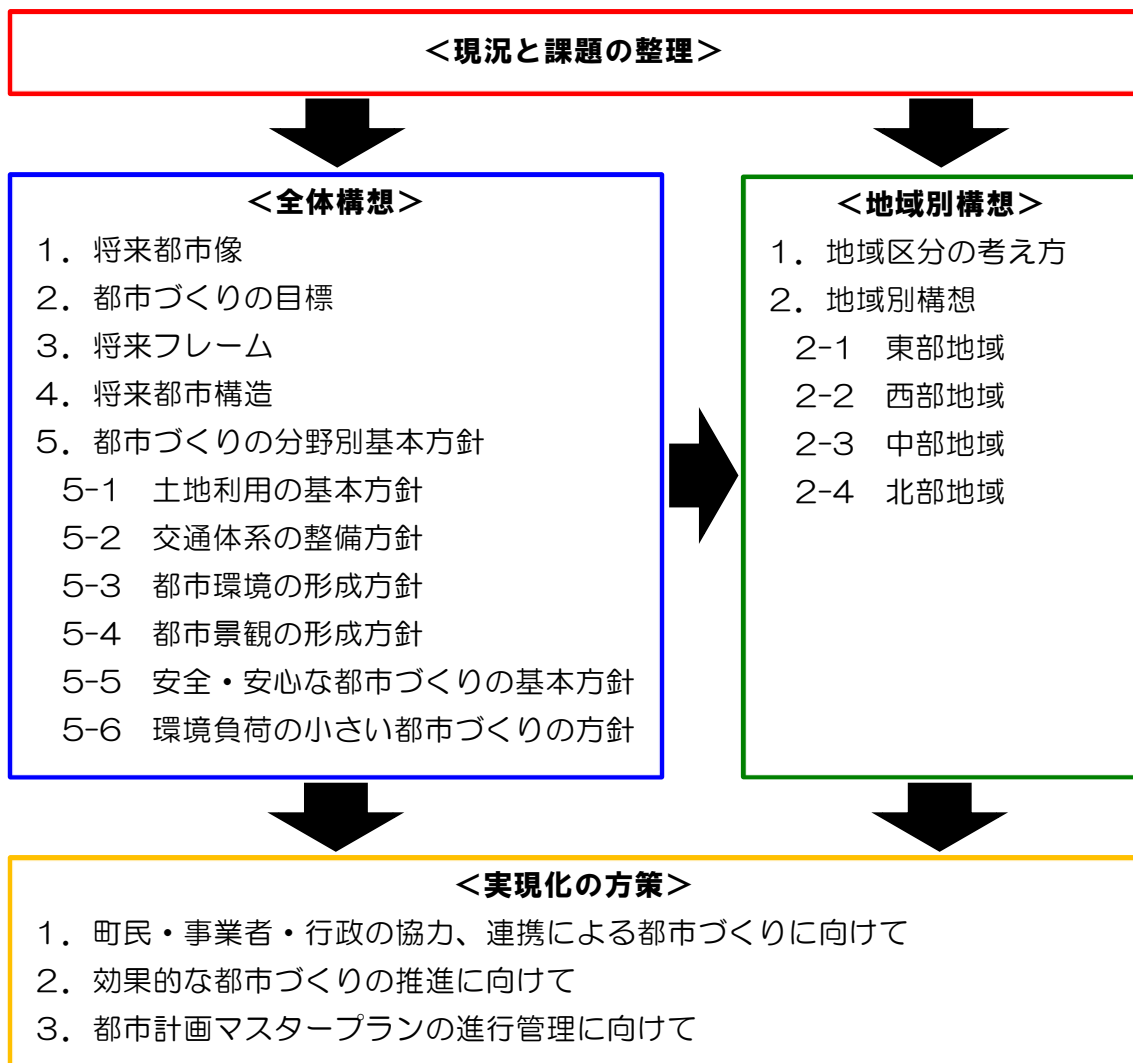 ＜現況と課題の整理＞
＜全体構想＞
１．将来都市像
２．都市づくりの目標
３．将来フレーム
４．将来都市構造
５．都市づくりの分野別基本方針
5-1　土地利用の基本方針
5-2　交通体系の整備方針
5-3　都市環境の形成方針
5-4　都市景観の形成方針
5-5　安全・安心な都市づくりの基本方針
5-6　環境負荷の小さい都市づくりの方針
＜地域別構想＞
１．地域区分の考え方
２．地域別構想
2-1　東部地域
2-2　西部地域
2-3　中部地域
2-4　北部地域
＜実現化の方策＞
１．町民・事業者・行政の協力、連携による都市づくりに向けて
２．効果的な都市づくりの推進に向けて
３．都市計画マスタープランの進行管理に向けて